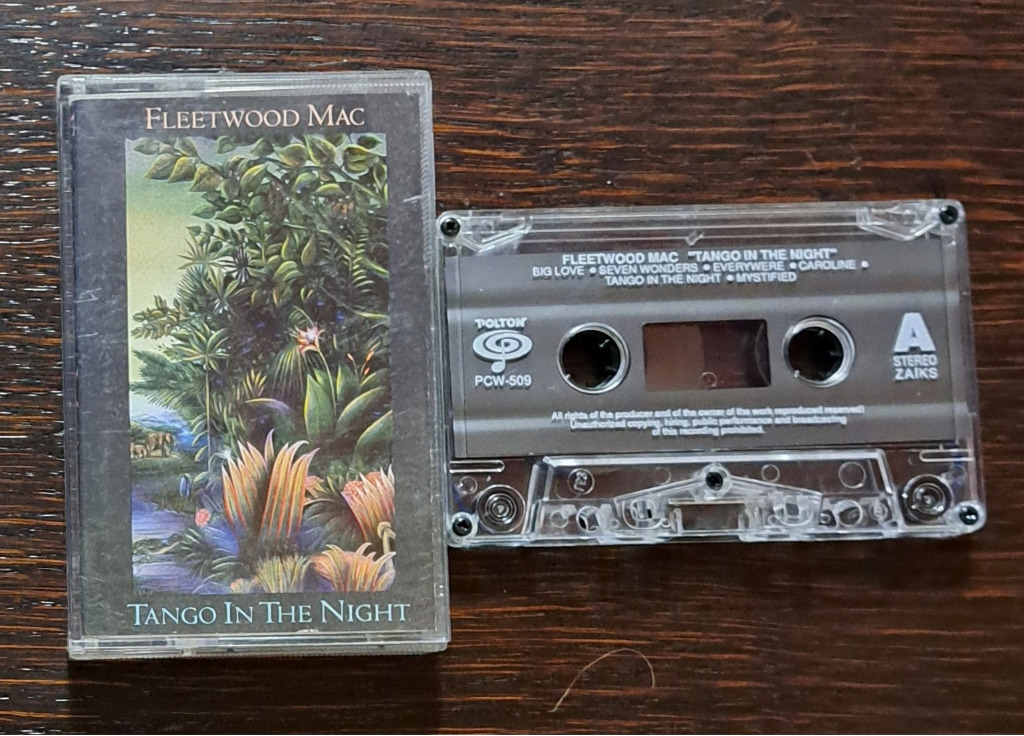 FLEETWOOD MAC
TANGO IN THE NIGHT
FLEETWOOD MAC "TANGO IN THE NIGHT"
BIG LOVE • SEVEN WONDERS • EVERYWERE • CAROLINE •
TANGO IN THE NIGHT • MYSTIFIED
POLTON
PCW-509
A
STEREO
ZAIKS
All rights of the producer and of the owner of the work reproduced reserved!
Unauthorized copying, hiring, public performance and broadcasting
of this recording prohibited.